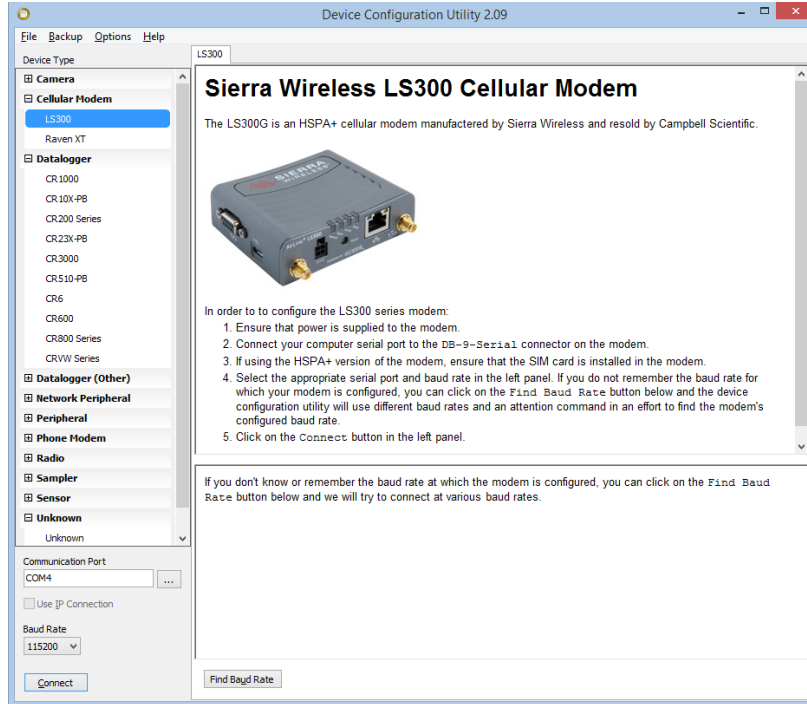 Device Configuration Utility 2.09
File Backup Options Help
Device Type
Camera
Cellular Modem
LS300
Raven XT
Datalogger
CR1000
CR10X-PB
CR200 Series
CR23X-PB
CR3000
CR510-PB
CR6
CR600
CR800 Series
CRVW Series
Datalogger (Other)
Network Peripheral
Peripheral
Phone Modem
Radio
Sampler
Sensor
Unknown
Unknown
Communication Port
COM4
...
Use IP Connection
Baud Rate
115200
Connect
LS300
Sierra Wireless LS300 Cellular Modem
The LS300G is an HSPA+ cellular modem manufactered by Sierra Wireless and resold by Campbell Scientific.
SIERRA
WIRELESS
AirLink LS300
In order to to configure the LS300 series modem:
1. Ensure that power is supplied to the modem.
2. Connect your computer serial port to the DB-9-Serial connector on the modem.
3. If using the HSPA+ version of the modem, ensure that the SIM card is installed in the modem.
4. Select the appropriate serial port and baud rate in the left panel. If you do not remember the baud rate for
which your modem is configured, you can click on the Find Baud Rate button below and the device
configuration utility will use different baud rates and an attention command in an effort to find the modem's
configured baud rate.
5. Click on the Connect button in the left panel.
If you don't know or remember the baud rate at which the modem is configured, you can click on the Find Baud
Rate button below and we will try to connect at various baud rates.
Find Baud Rate